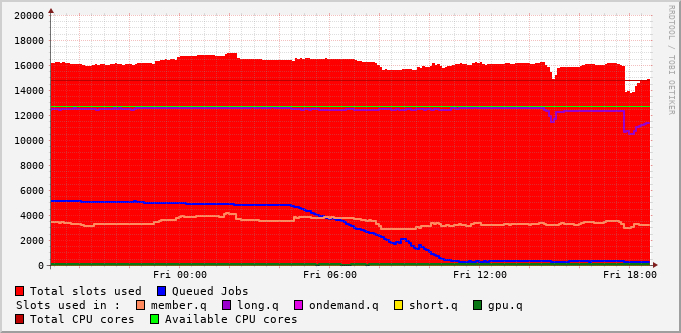 20000
18000
16000
14000
12000
10000
8000
6000
4000
2000
0
Fri 00:00 Fri 06:00 Fri 12:00 Fri 18:00
RRDTOOL / TOBI OETIKER
Total slots used Queued Jobs
Slots used in : member.q long.q ondemand.q short.q gpu.q
Total CPU cores Available CPU cores